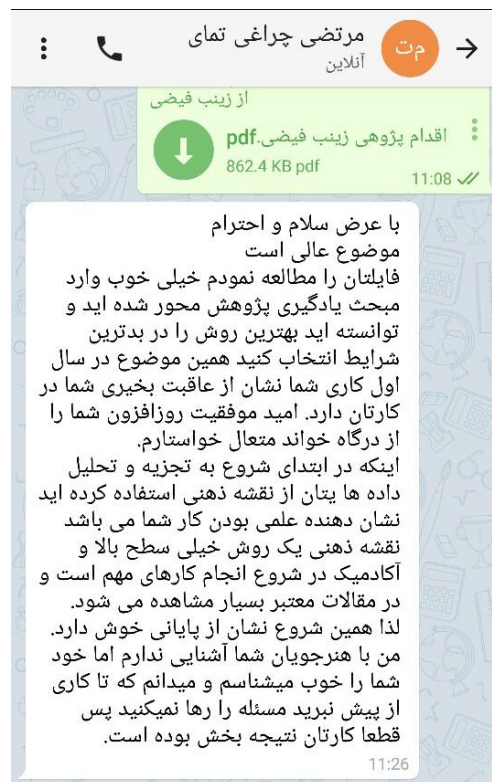 مرتضی چراغی تمای
آنلاین
مت
از زینب فیضی
اقدام پژوهی زینب فیضی.pdf
862.4 KB pdf
11:08
با عرض سلام و احترام
موضوع عالی است
فایلتان را مطالعه نمودم خیلی خوب وارد
مبحث یادگیری پژوهش محور شده اید و
توانسته اید بهترین روش را در بدترین
شرایط انتخاب کنید همین موضوع در سال
اول کاری شما نشان از عاقبت بخیری شما در
کارتان دارد. امید موفقیت روزافزون شما را
از درگاه خواند متعال خواستارم.
اینکه در ابتدای شروع به تجزیه و تحلیل
داده ها یتان از نقشه ذهنی استفاده کرده اید
نشان دهنده علمی بودن کار شما می باشد
نقشه ذهنی یک روش خیلی سطح بالا و
آکادمیک در شروع انجام کارهای مهم است و
در مقالات معتبر بسیار مشاهده می شود.
لذا همین شروع نشان از پایانی خوش دارد.
من با هنرجویان شما آشنایی ندارم اما خود
شما را خوب میشناسم و میدانم که تا کاری
از پیش نبرید مسئله را رها نمیکنید پس
قطعا کارتان نتیجه بخش بوده است.
11:26